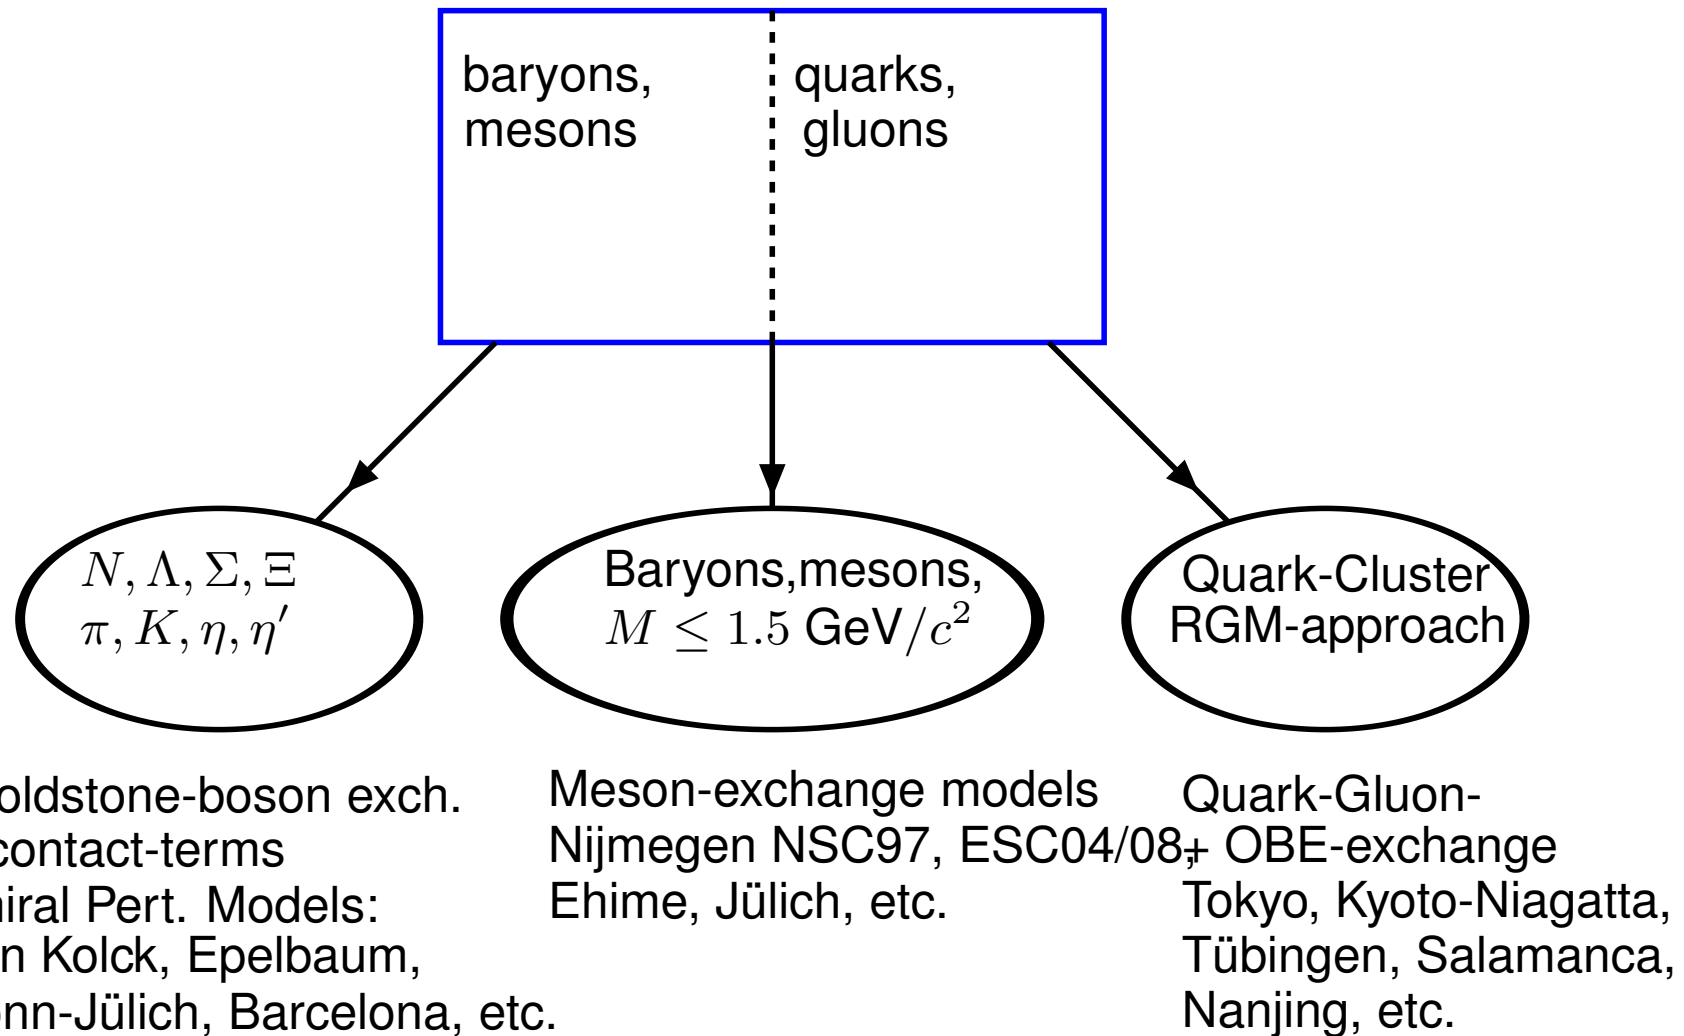 baryons,
mesons
quarks,
gluons
N, Λ, Σ, Ξ
π, K, η, η′
Baryons,mesons,
M ≤ 1.5 GeV/c²
Quark-Cluster
RGM-approach
oldstone-boson exch.
contact-terms
iral Pert. Models:
n Kolck, Epelbaum,
nn-Jülich, Barcelona, etc.
Meson-exchange models
Nijmegen NSC97, ESC04/08,
Ehime, Jülich, etc.
Quark-Gluon-
+ OBE-exchange
Tokyo, Kyoto-Niagatta,
Tübingen, Salamanca,
Nanjing, etc.